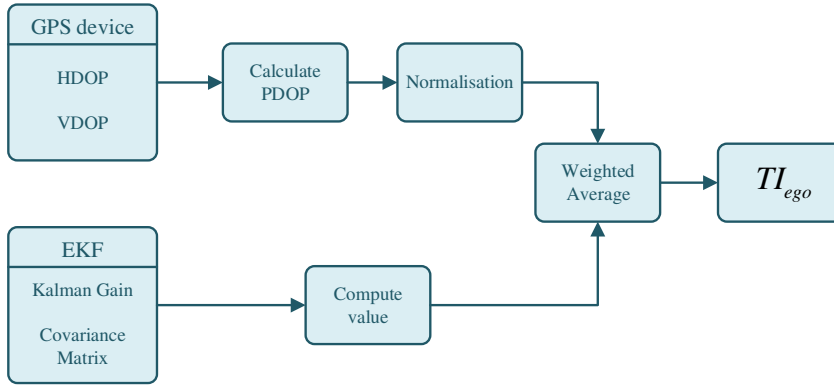 GPS device
HDOP
VDOP
Calculate
PDOP
Normalisation
Weighted
Average
TI_ego
EKF
Kalman Gain
Covariance
Matrix
Compute
value